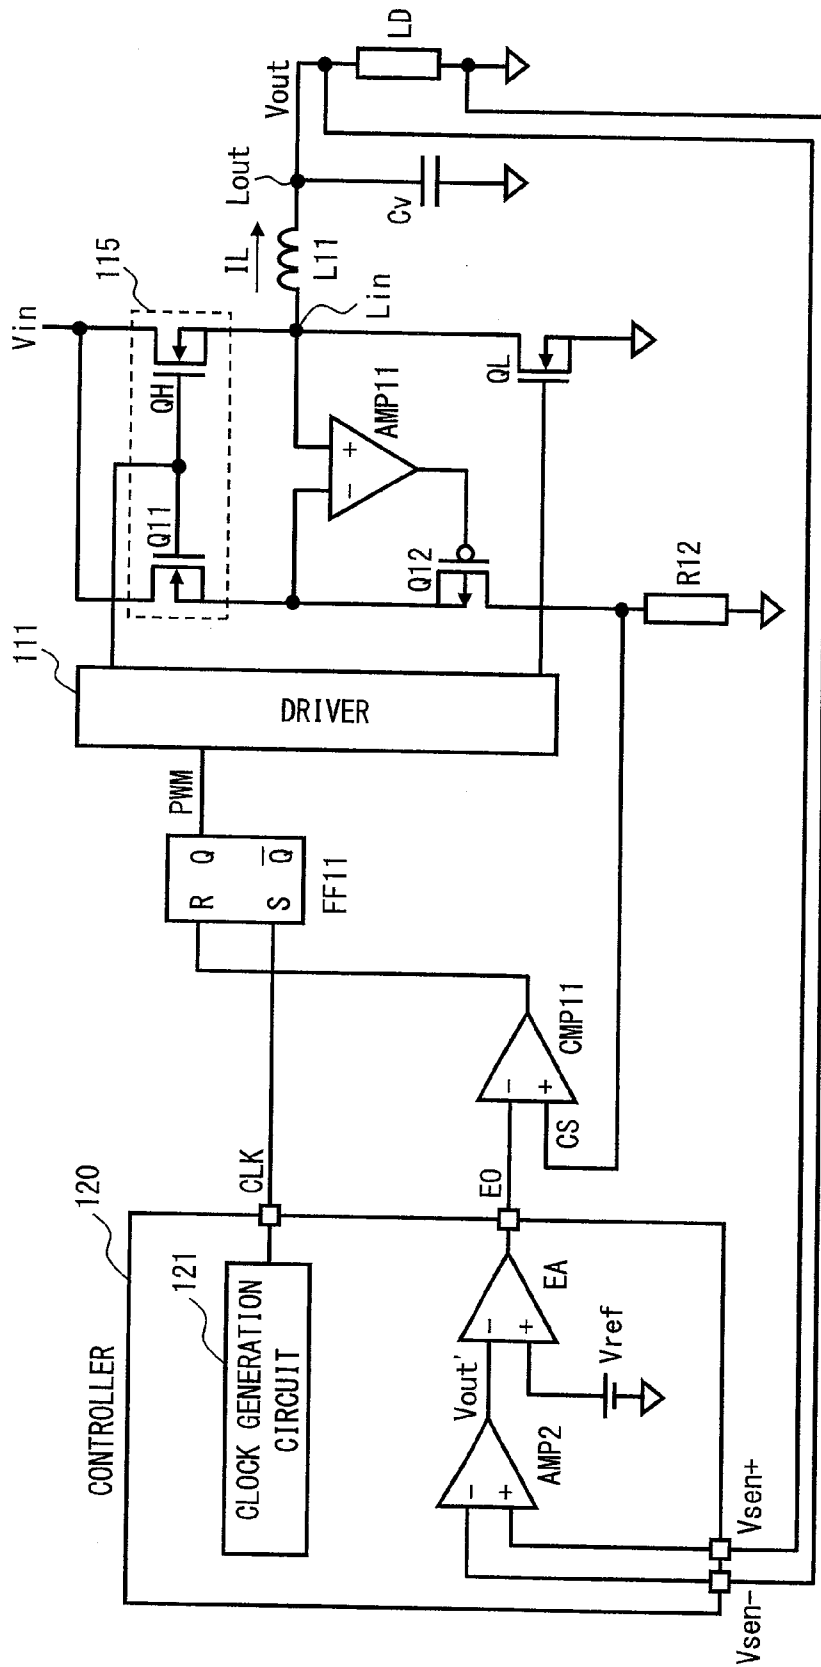 CONTROLLER
120
121
CLOCK GENERATION
CIRCUIT
CLK
Vout'
AMP2
−
+
EA
−
+
Vref
EO
Vsen−
Vsen+
CS
−
+
CMP11
R Q
S Q̅
FF11
PWM
111
DRIVER
Vin
115
Q11
QH
AMP11
−
+
Q12
R12
QL
Lin
IL
L11
Lout
Cv
Vout
LD